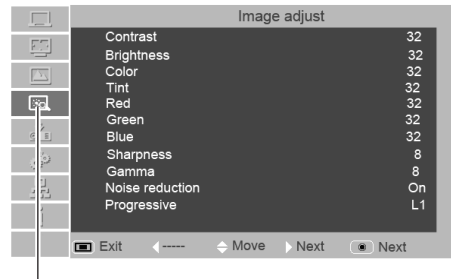 Image adjust
Contrast 32
Brightness 32
Color 32
Tint 32
Red 32
Green 32
Blue 32
Sharpness 8
Gamma 8
Noise reduction On
Progressive L1
Exit ----- Move Next Next